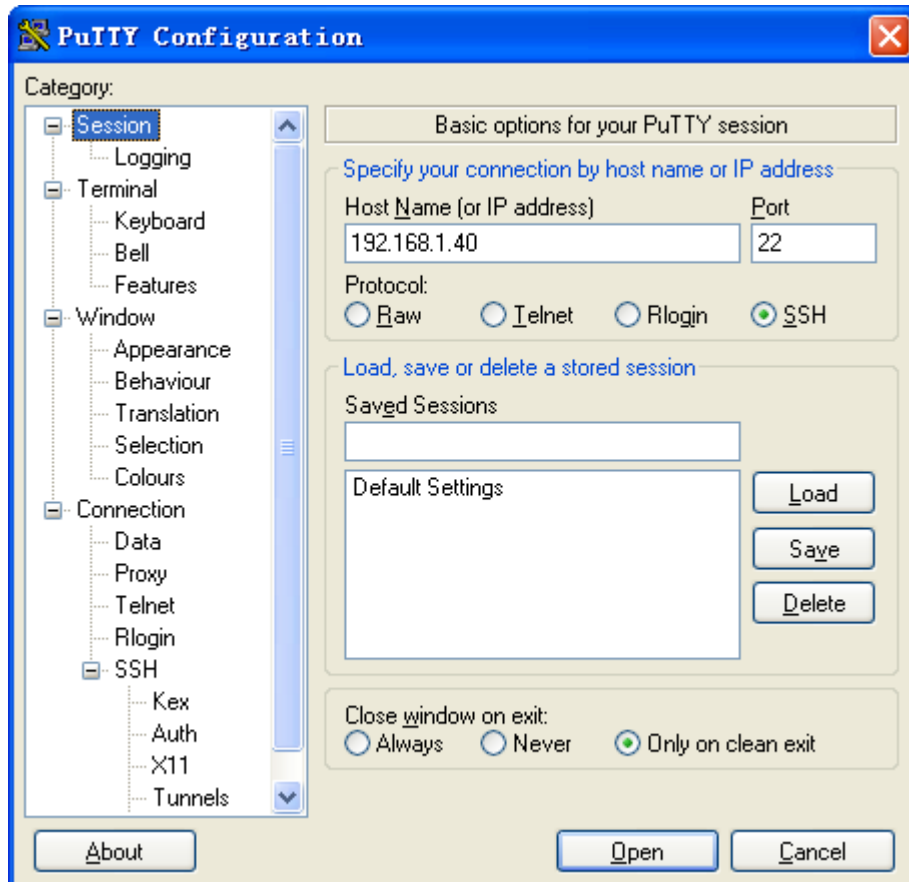 PuTTY Configuration
Category:
Session
Logging
Terminal
Keyboard
Bell
Features
Window
Appearance
Behaviour
Translation
Selection
Colours
Connection
Data
Proxy
Telnet
Rlogin
SSH
Kex
Auth
X11
Tunnels
Basic options for your PuTTY session
Specify your connection by host name or IP address
Host Name (or IP address) Port
192.168.1.40 22
Protocol:
Raw Telnet Rlogin SSH
Load, save or delete a stored session
Saved Sessions
Default Settings
Load
Save
Delete
Close window on exit:
Always Never Only on clean exit
About Open Cancel